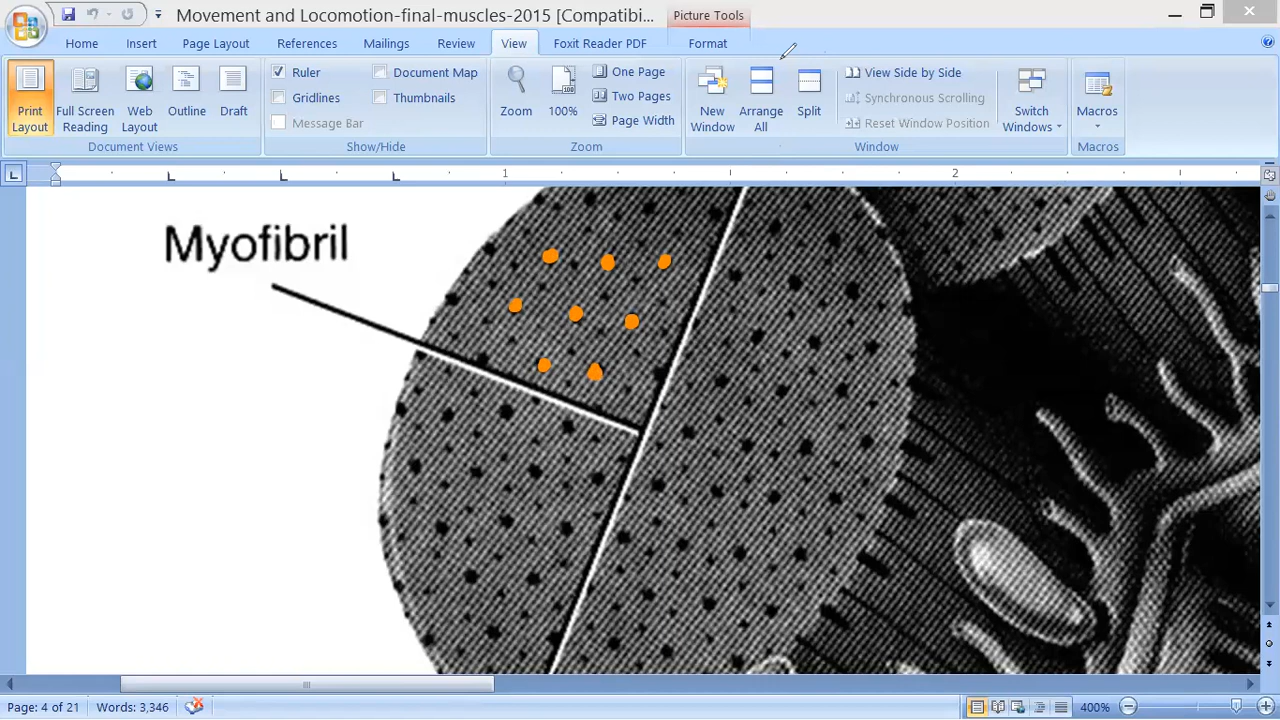 Movement and Locomotion-final-muscles-2015 [Compatibi...
Picture Tools
Home Insert Page Layout References Mailings Review View Foxit Reader PDF Format
Print Layout
Full Screen Reading
Web Layout
Outline
Draft
Document Views
Ruler
Gridlines
Message Bar
Document Map
Thumbnails
Show/Hide
Zoom
100%
One Page
Two Pages
Page Width
Zoom
New Window
Arrange All
Split
View Side by Side
Synchronous Scrolling
Reset Window Position
Switch Windows
Window
Macros
Macros
1 2
Myofibril
Page: 4 of 21 Words: 3,346 400%